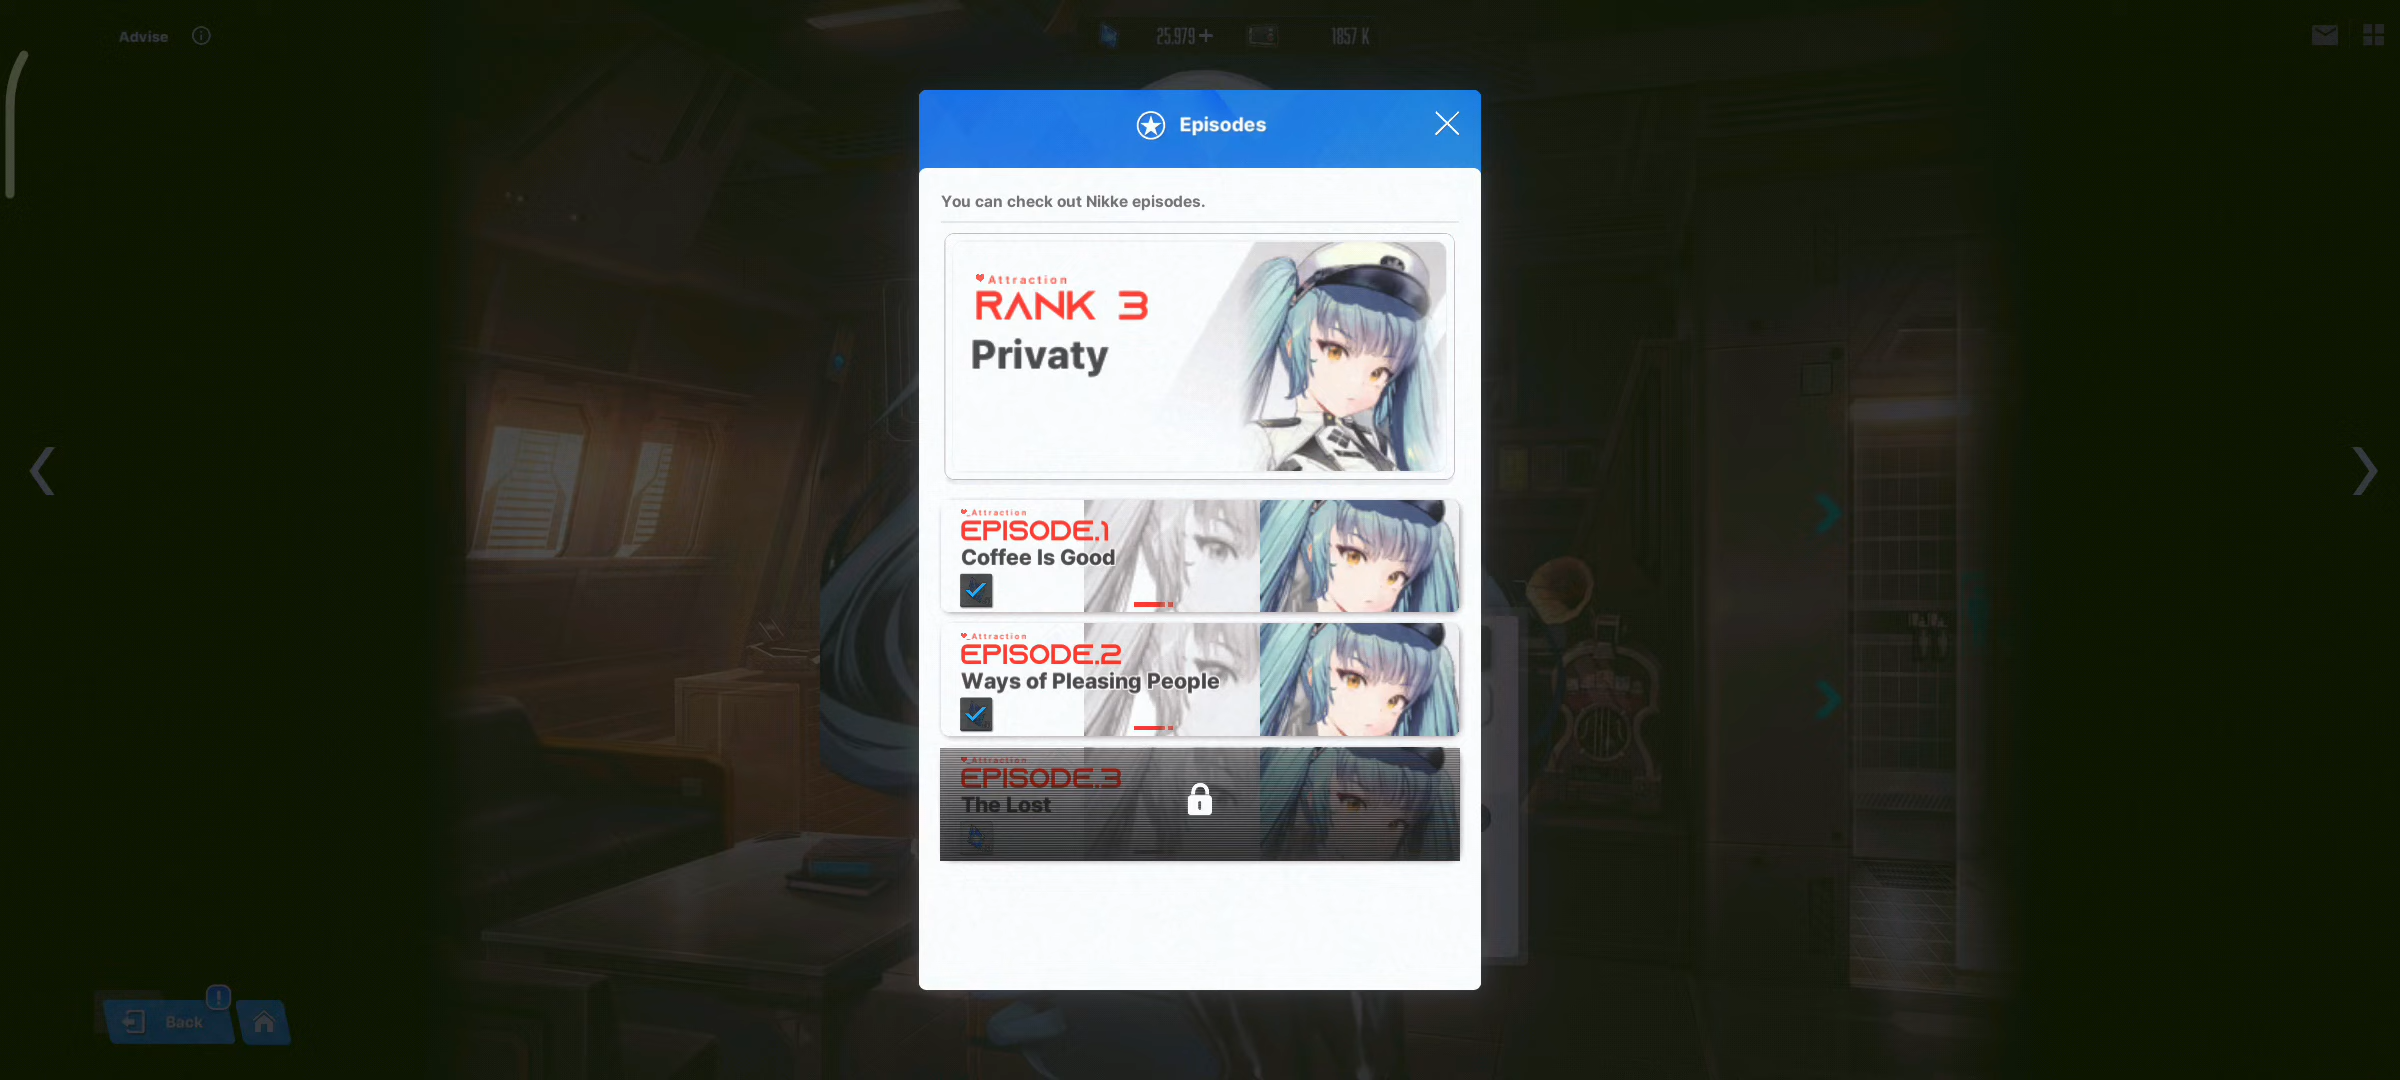 Advise
25,979
1857 K
Episodes
You can check out Nikke episodes.
Attraction
RANK 3
Privaty
Attraction
EPISODE.1
Coffee Is Good
Attraction
EPISODE.2
Ways of Pleasing People
Attraction
EPISODE.3
The Lost
Back